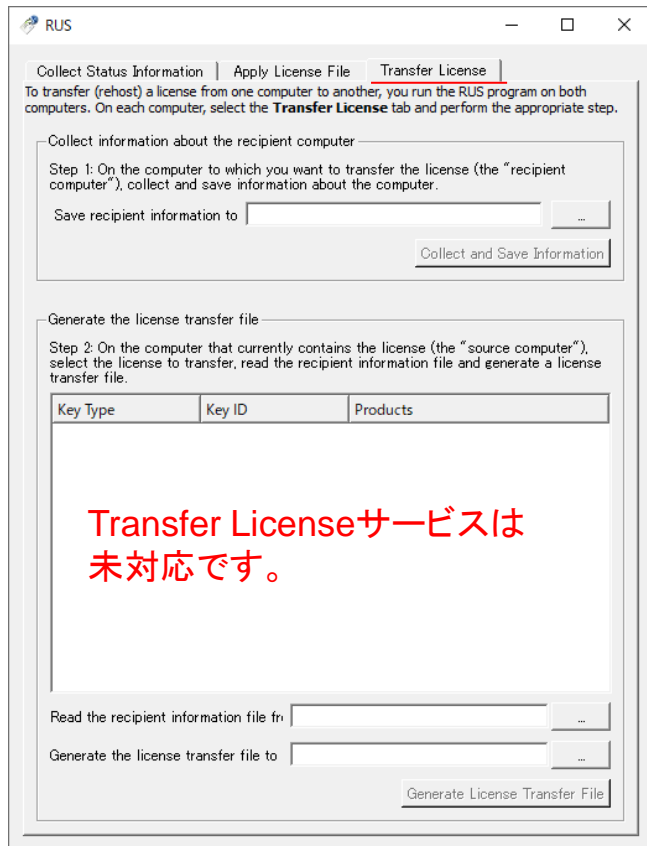 RUS
Collect Status Information
Apply License File
Transfer License
To transfer (rehost) a license from one computer to another, you run the RUS program on both
computers. On each computer, select the Transfer License tab and perform the appropriate step.
Collect information about the recipient computer
Step 1: On the computer to which you want to transfer the license (the "recipient
computer"), collect and save information about the computer.
Save recipient information to
...
Collect and Save Information
Generate the license transfer file
Step 2: On the computer that currently contains the license (the "source computer"),
select the license to transfer, read the recipient information file and generate a license
transfer file.
Key Type
Key ID
Products
Transfer Licenseサービスは
未対応です。
Read the recipient information file fr
...
Generate the license transfer file to
...
Generate License Transfer File